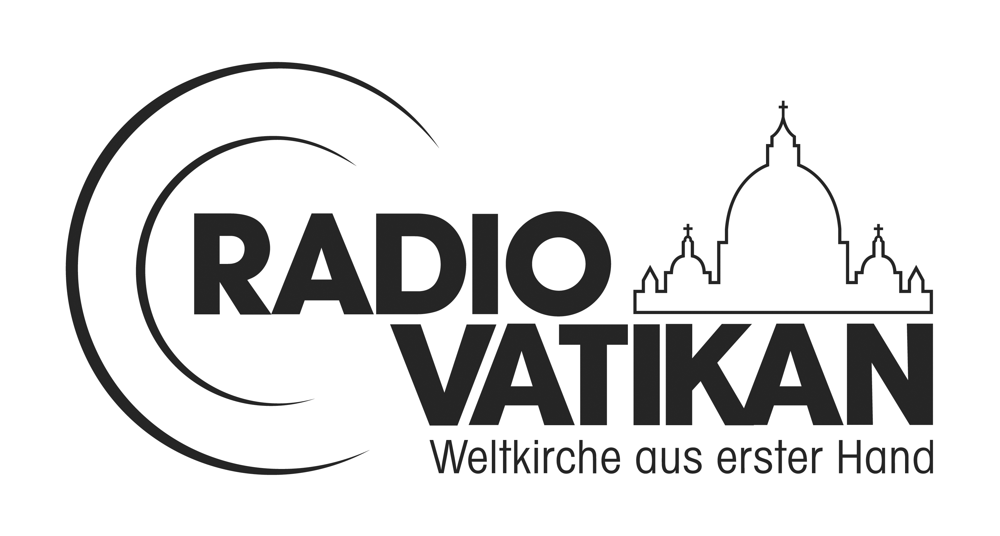 RADIO
VATIKAN
Weltkirche aus erster Hand